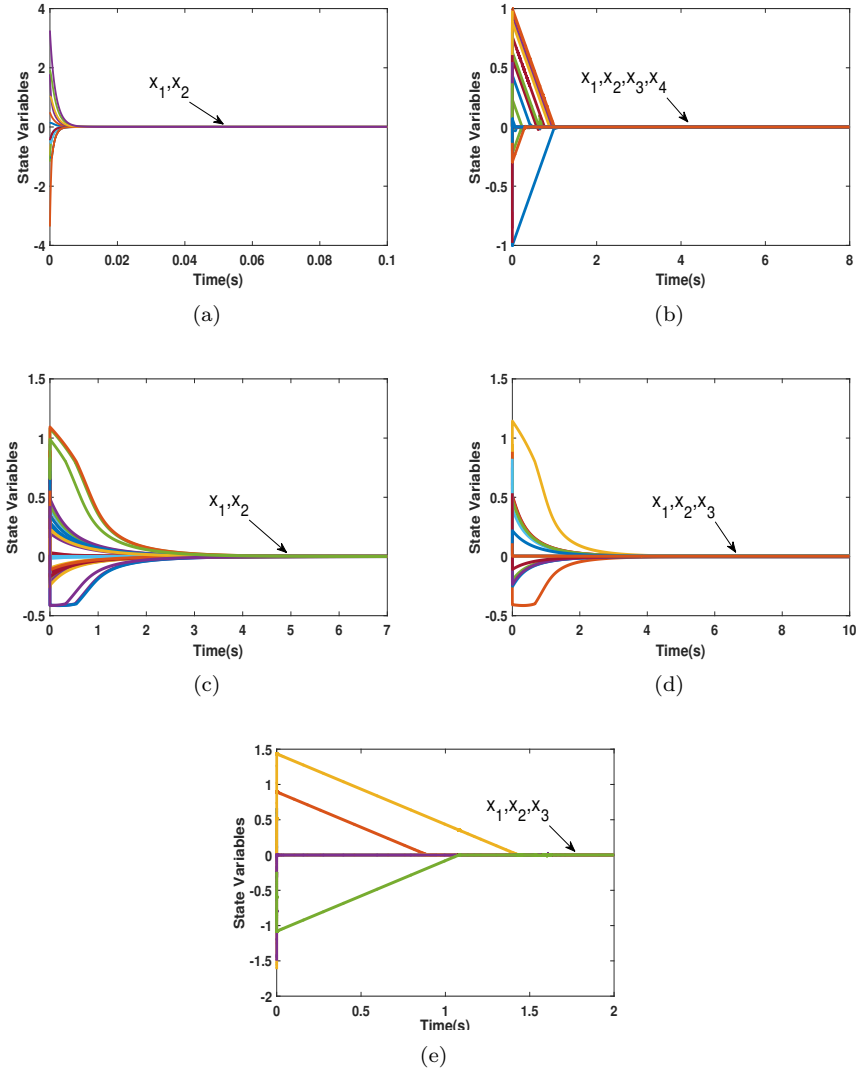 4
2
0
-2
-4
State Variables
x1,x2
0 0.02 0.04 0.06 0.08 0.1
Time(s)
(a)
1
0.5
0
-0.5
-1
State Variables
x1,x2,x3,x4
0 2 4 6 8
Time(s)
(b)
1.5
1
0.5
0
-0.5
State Variables
x1,x2
0 1 2 3 4 5 6 7
Time(s)
(c)
1.5
1
0.5
0
-0.5
State Variables
x1,x2,x3
0 2 4 6 8 10
Time(s)
(d)
1.5
1
0.5
0
-0.5
-1
-1.5
-2
State Variables
x1,x2,x3
0 0.5 1 1.5 2
Time(s)
(e)